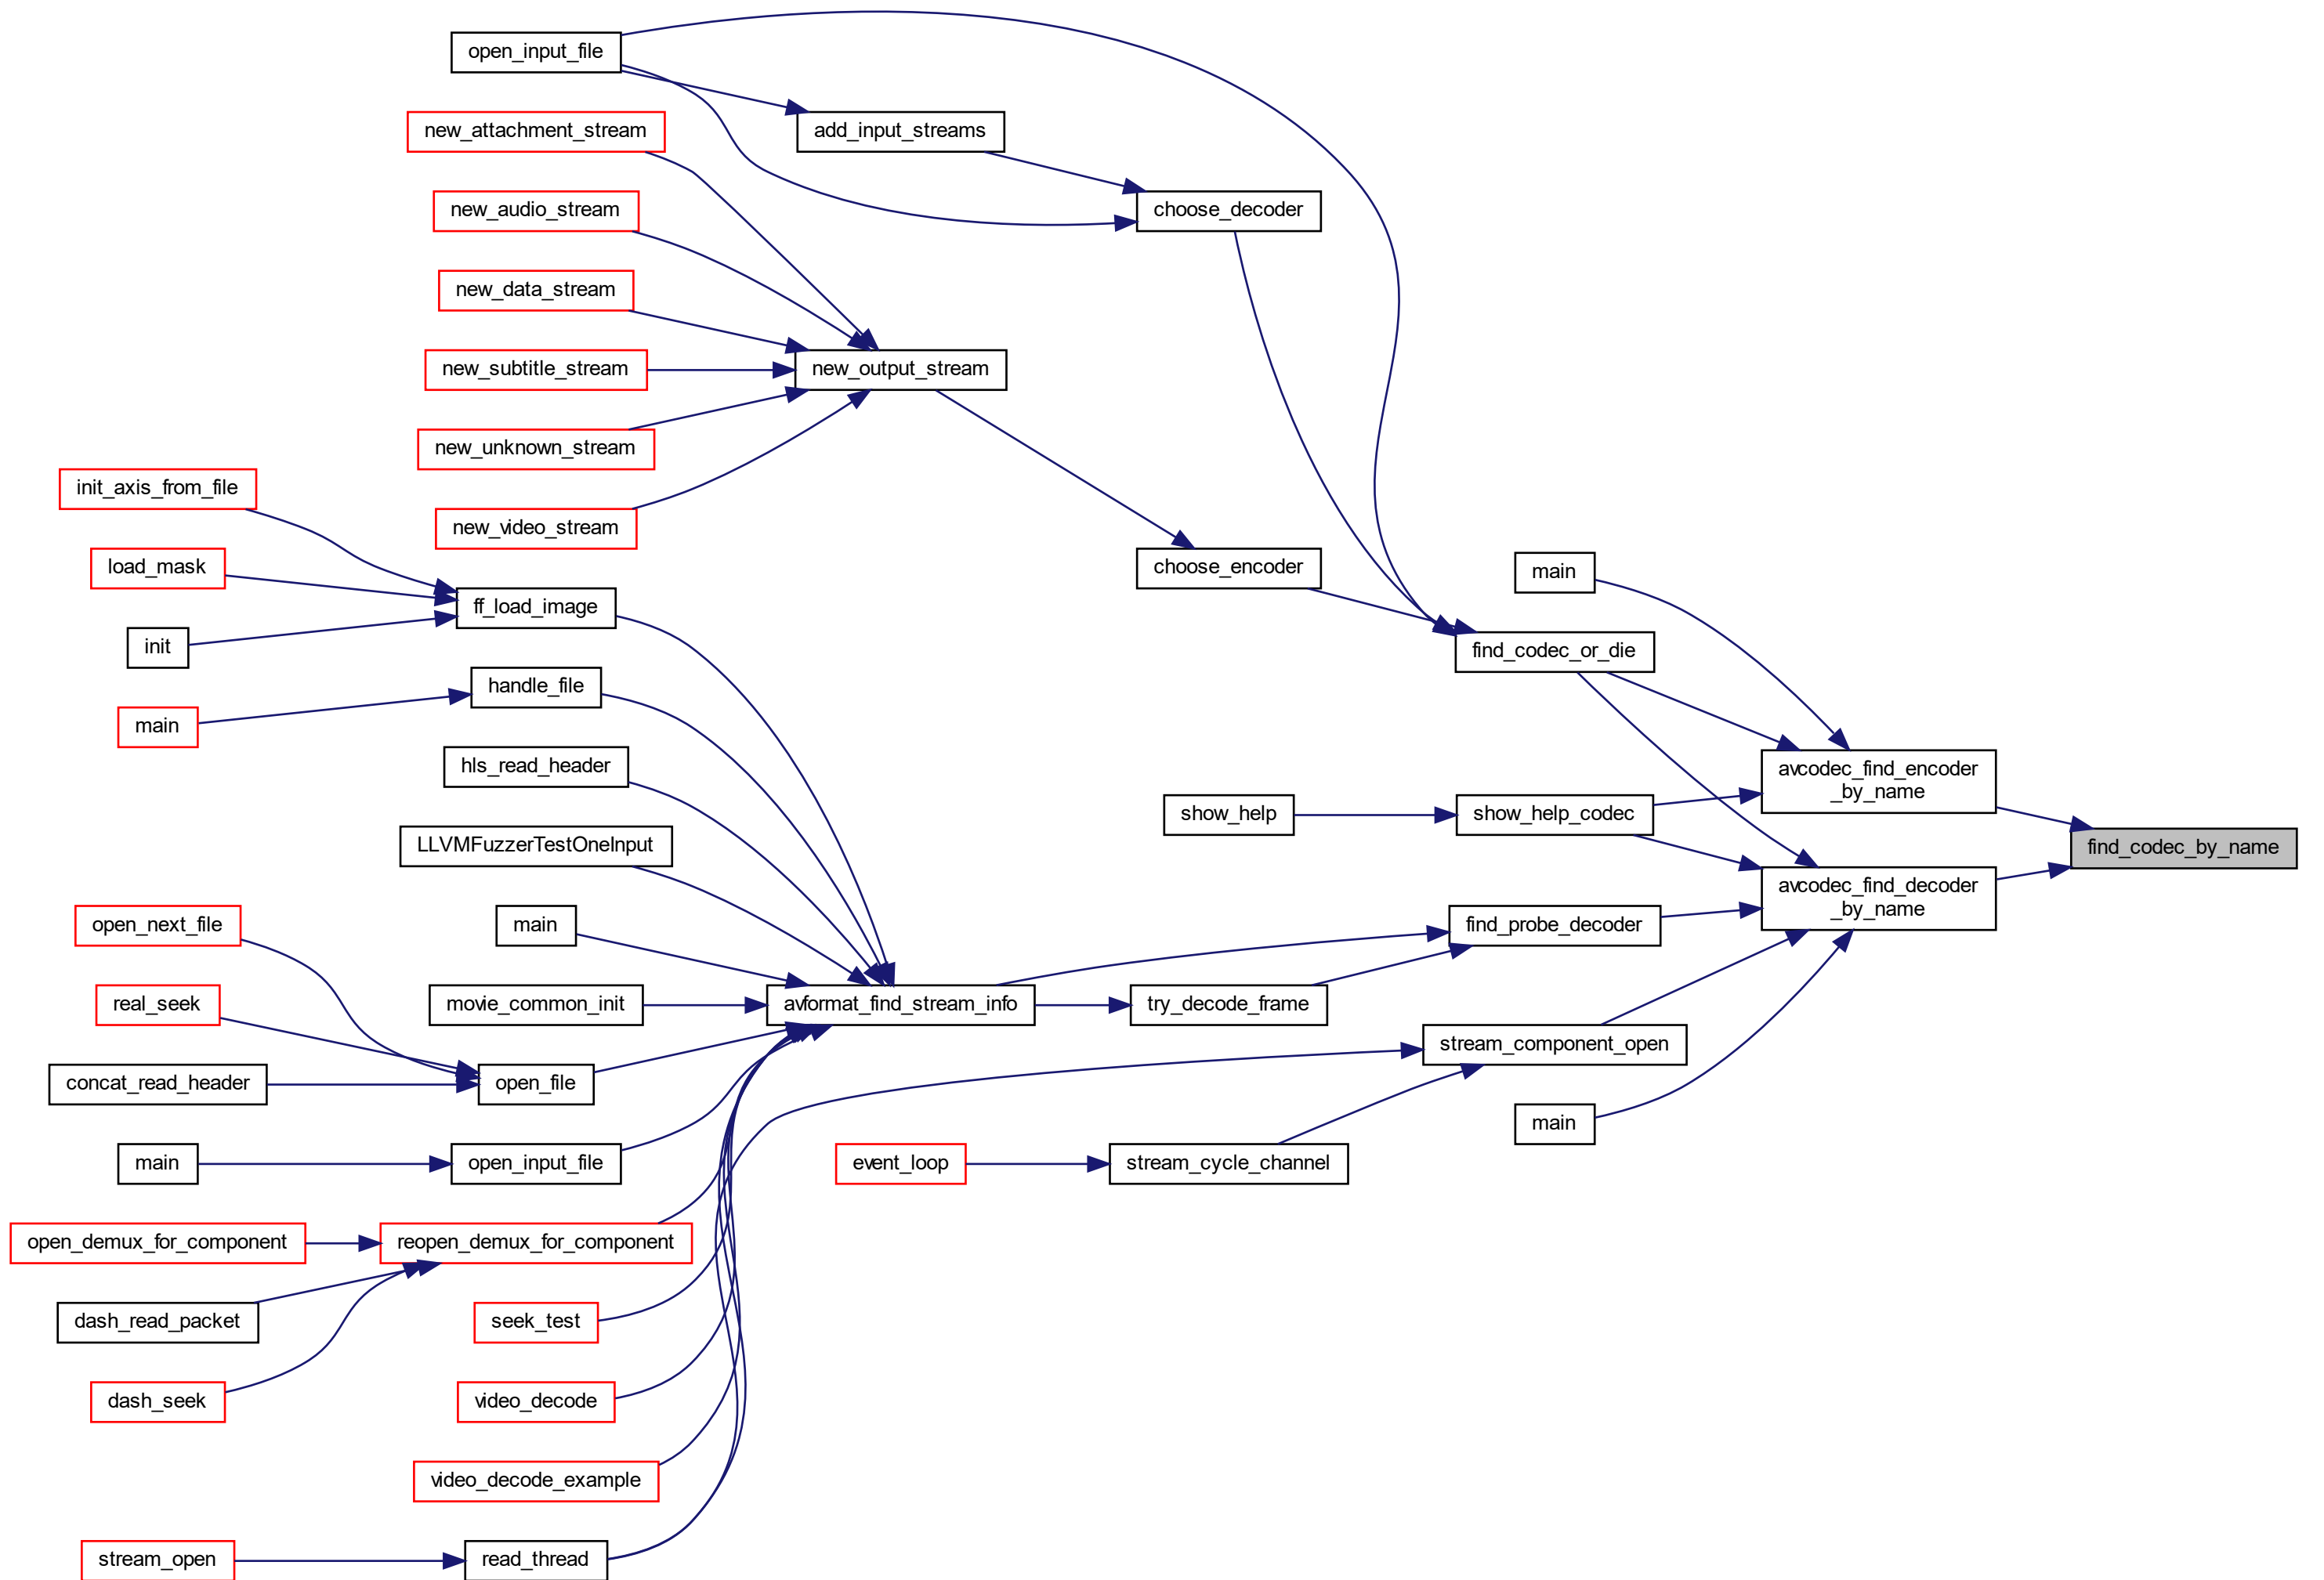 open_input_file
new_attachment_stream
add_input_streams
new_audio_stream
choose_decoder
new_data_stream
new_subtitle_stream
new_output_stream
new_unknown_stream
init_axis_from_file
new_video_stream
load_mask
choose_encoder
main
ff_load_image
init
find_codec_or_die
handle_file
main
hls_read_header
avcodec_find_encoder
_by_name
show_help
show_help_codec
LLVMFuzzerTestOneInput
find_codec_by_name
avcodec_find_decoder
_by_name
open_next_file
main
find_probe_decoder
real_seek
movie_common_init
avformat_find_stream_info
try_decode_frame
stream_component_open
concat_read_header
open_file
main
main
open_input_file
event_loop
stream_cycle_channel
open_demux_for_component
reopen_demux_for_component
dash_read_packet
seek_test
dash_seek
video_decode
video_decode_example
stream_open
read_thread